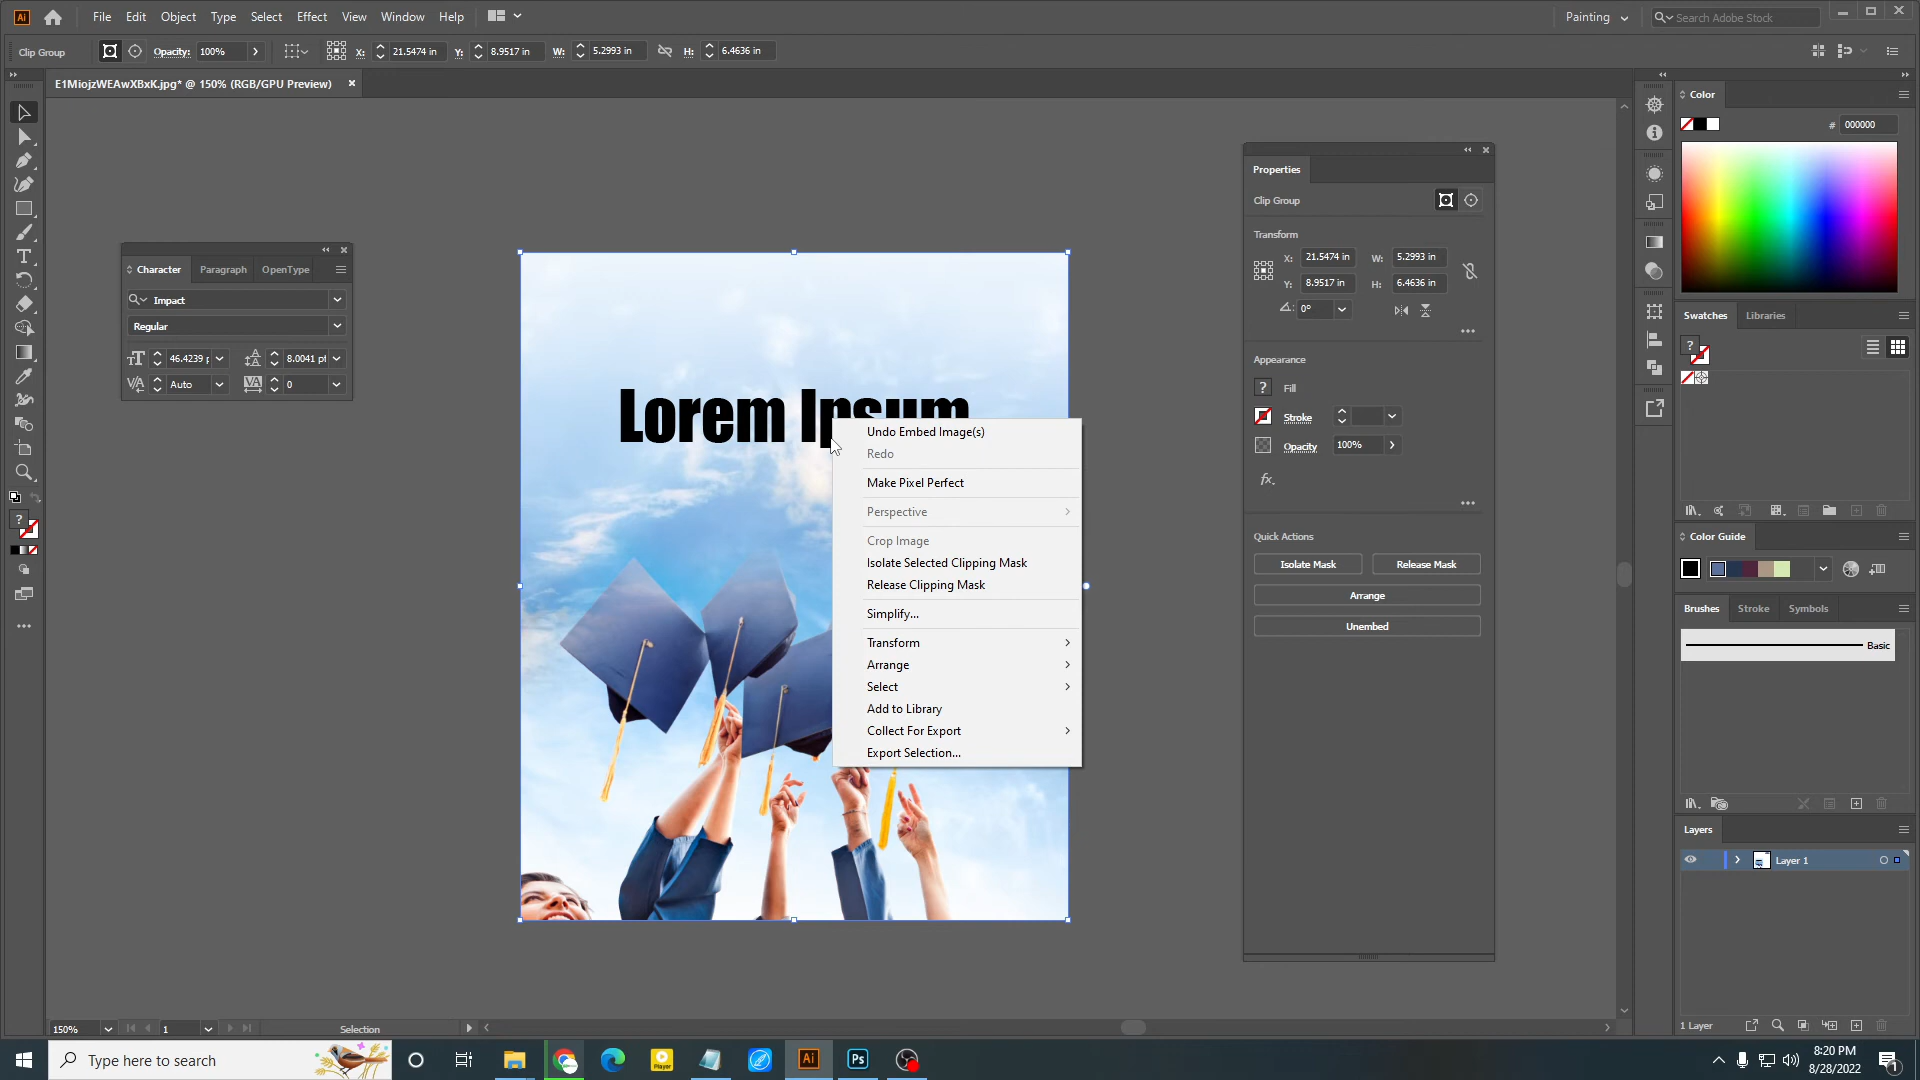 Ai File Edit Object Type Select Effect View Window Help Painting Search Adobe Stock
Clip Group Opacity: 100% X: 21.5474 in Y: 8.9517 in W: 5.2993 in H: 6.4636 in
E1MiojzWEAwXBxK.jpg* @ 150% (RGB/GPU Preview)
Character Paragraph OpenType
Impact
Regular
46.4239 p 8.0041 pt
Auto 0
Lorem Ipsum
Undo Embed Image(s)
Redo
Make Pixel Perfect
Perspective
Crop Image
Isolate Selected Clipping Mask
Release Clipping Mask
Simplify...
Transform
Arrange
Select
Add to Library
Collect For Export
Export Selection...
Properties
Clip Group
Transform
X: 21.5474 in W: 5.2993 in
Y: 8.9517 in H: 6.4636 in
0°
Appearance
? Fill
Stroke
Opacity 100%
fx.
Quick Actions
Isolate Mask Release Mask
Arrange
Unembed
Color
# 000000
Swatches Libraries
?
Color Guide
Brushes Stroke Symbols
Basic
Layers
Layer 1
1 Layer
?
150% 1 Selection
Type here to search
Player
Ai
Ps
8:20 PM
8/28/2022
1